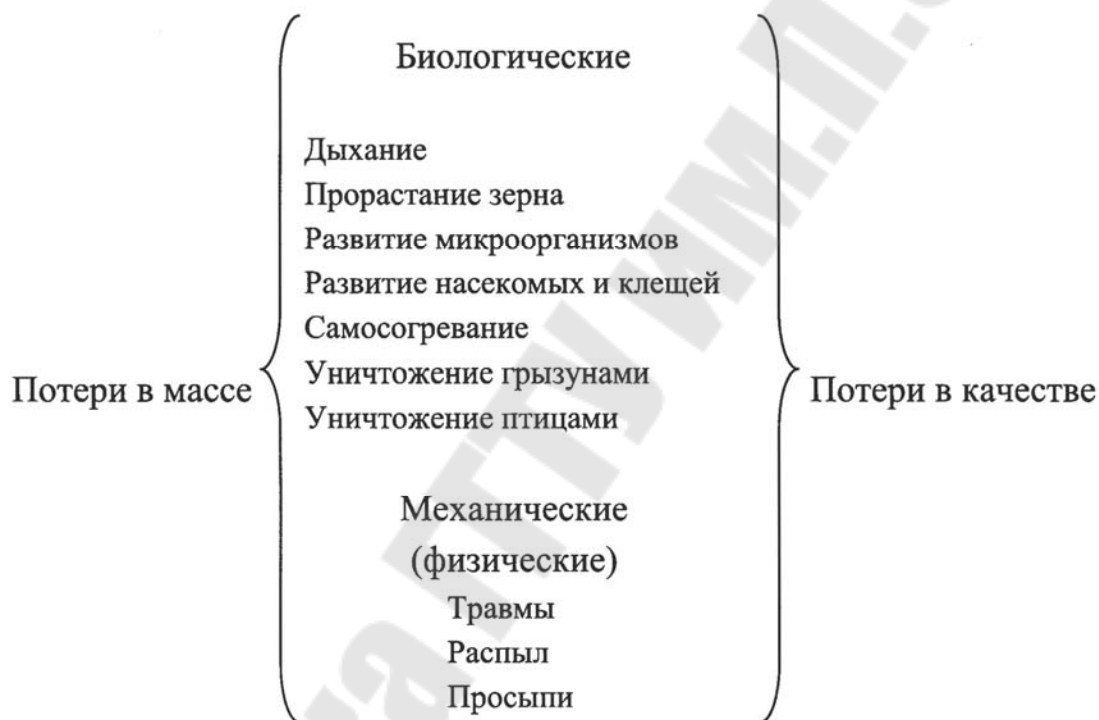 Биологические
Дыхание
Прорастание зерна
Развитие микроорганизмов
Развитие насекомых и клещей
Самосогревание
Уничтожение грызунами
Потери в массе
Потери в качестве
Уничтожение птицами
Механические
(физические)
Травмы
Распыл
Просыпи